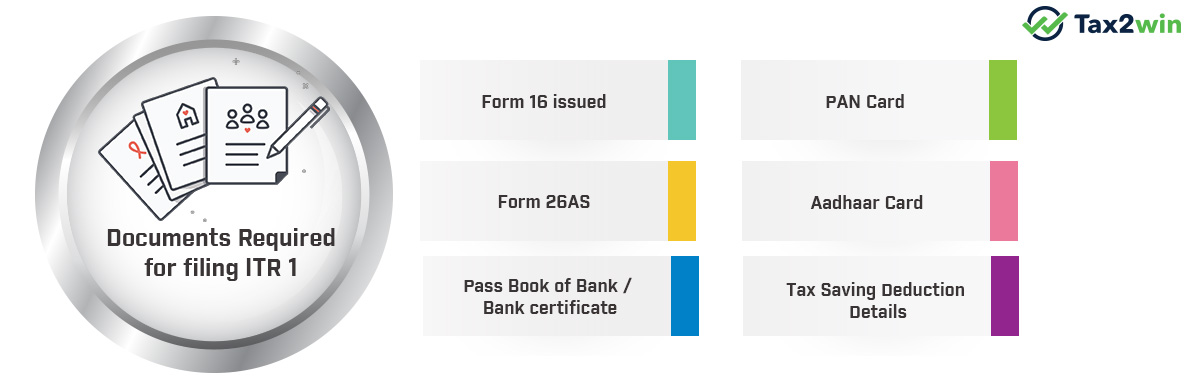 Tax2win
Documents Required
for filing ITR 1
Form 16 issued
PAN Card
Form 26AS
Aadhaar Card
Pass Book of Bank /
Bank certificate
Tax Saving Deduction
Details